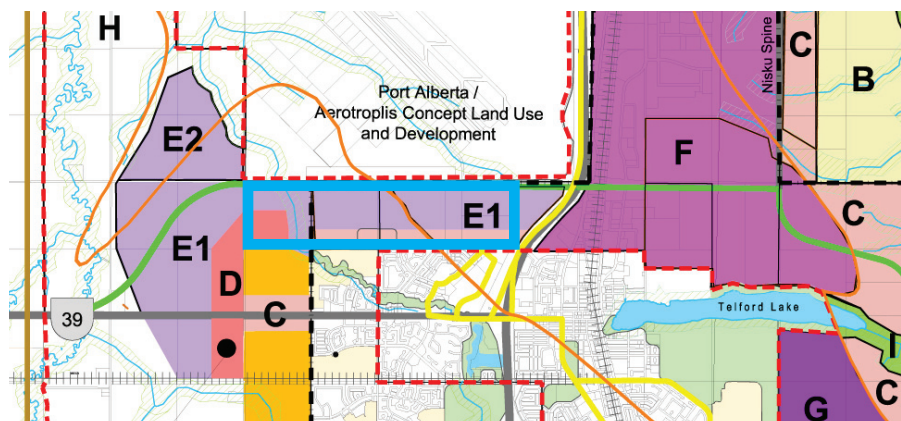 H
C
B
Nisku Spine
Port Alberta /
Aerotroplis Concept Land Use
and Development
E2
F
E1
E1
C
D
C
39
Telford Lake
I
C
G